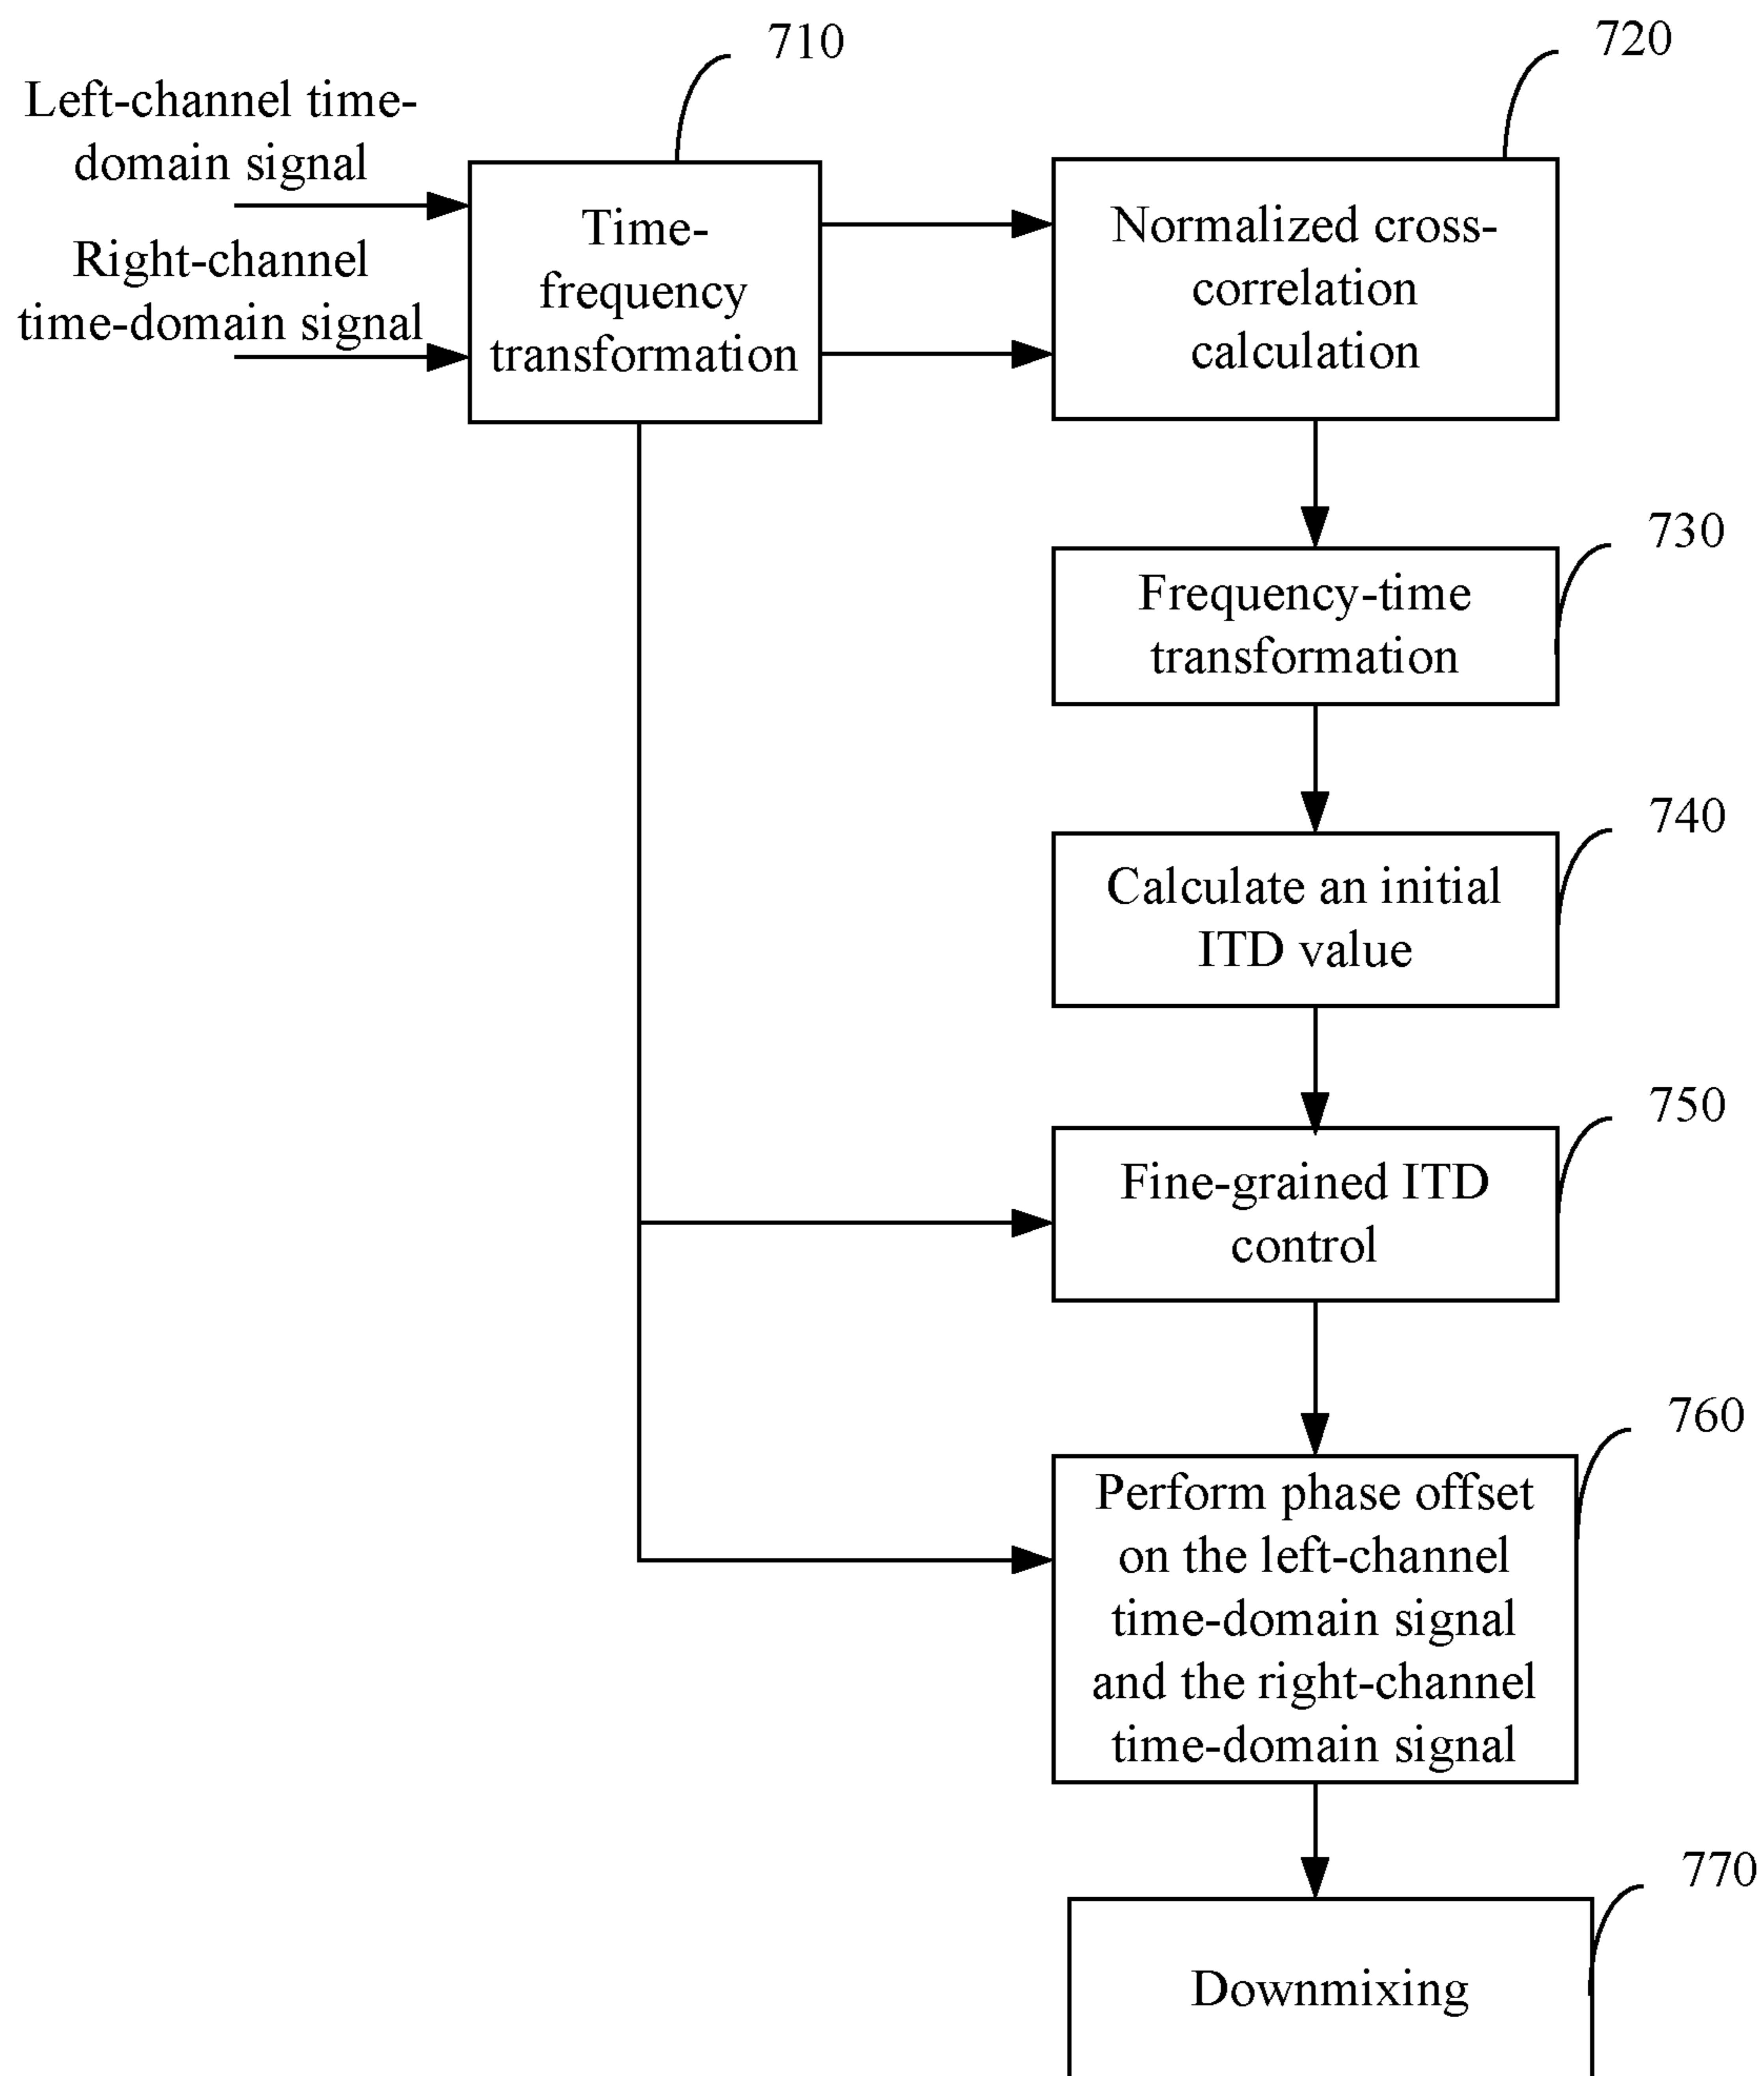 710
720
Left-channel time-
domain signal
Right-channel
time-domain signal
Time-
frequency
transformation
Normalized cross-
correlation
calculation
730
Frequency-time
transformation
740
Calculate an initial
ITD value
750
Fine-grained ITD
control
760
Perform phase offset
on the left-channel
time-domain signal
and the right-channel
time-domain signal
770
Downmixing